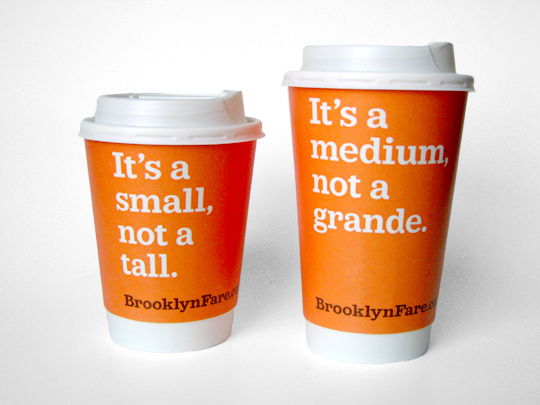 It's a
small,
not a
tall.
BrooklynFare.co
It's a
medium,
not a
grande.
BrooklynFare.c